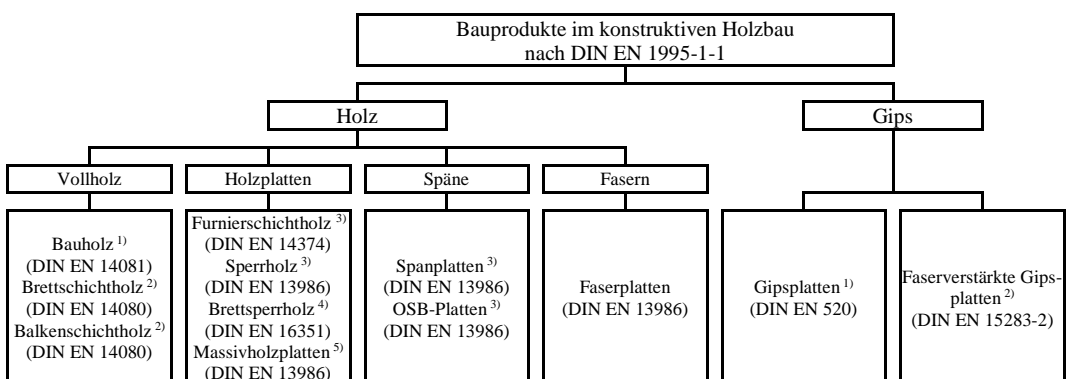 Bauprodukte im konstruktiven Holzbau
nach DIN EN 1995-1-1
Holz
Gips
Vollholz
Holzplatten
Späne
Fasern
Bauholz 1)
(DIN EN 14081)
Brettschichtholz 2)
(DIN EN 14080)
Balkenschichtholz 2)
(DIN EN 14080)
Furnierschichtholz 3)
(DIN EN 14374)
Sperrholz 3)
(DIN EN 13986)
Brettsperrholz 4)
(DIN EN 16351)
Massivholzplatten 5)
(DIN EN 13986)
Spanplatten 3)
(DIN EN 13986)
OSB-Platten 3)
(DIN EN 13986)
Faserplatten
(DIN EN 13986)
Gipsplatten 1)
(DIN EN 520)
Faserverstärkte Gips-
platten 2)
(DIN EN 15283-2)